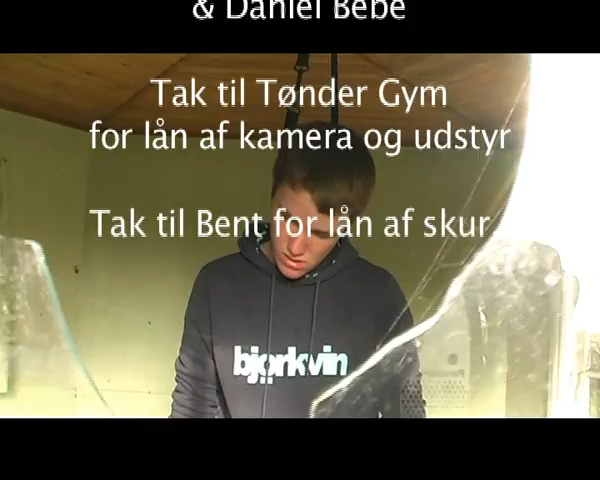 & Daniel Bebe
Tak til Tønder Gym
for lån af kamera og udstyr
Tak til Bent for lån af skur
bjørkvin